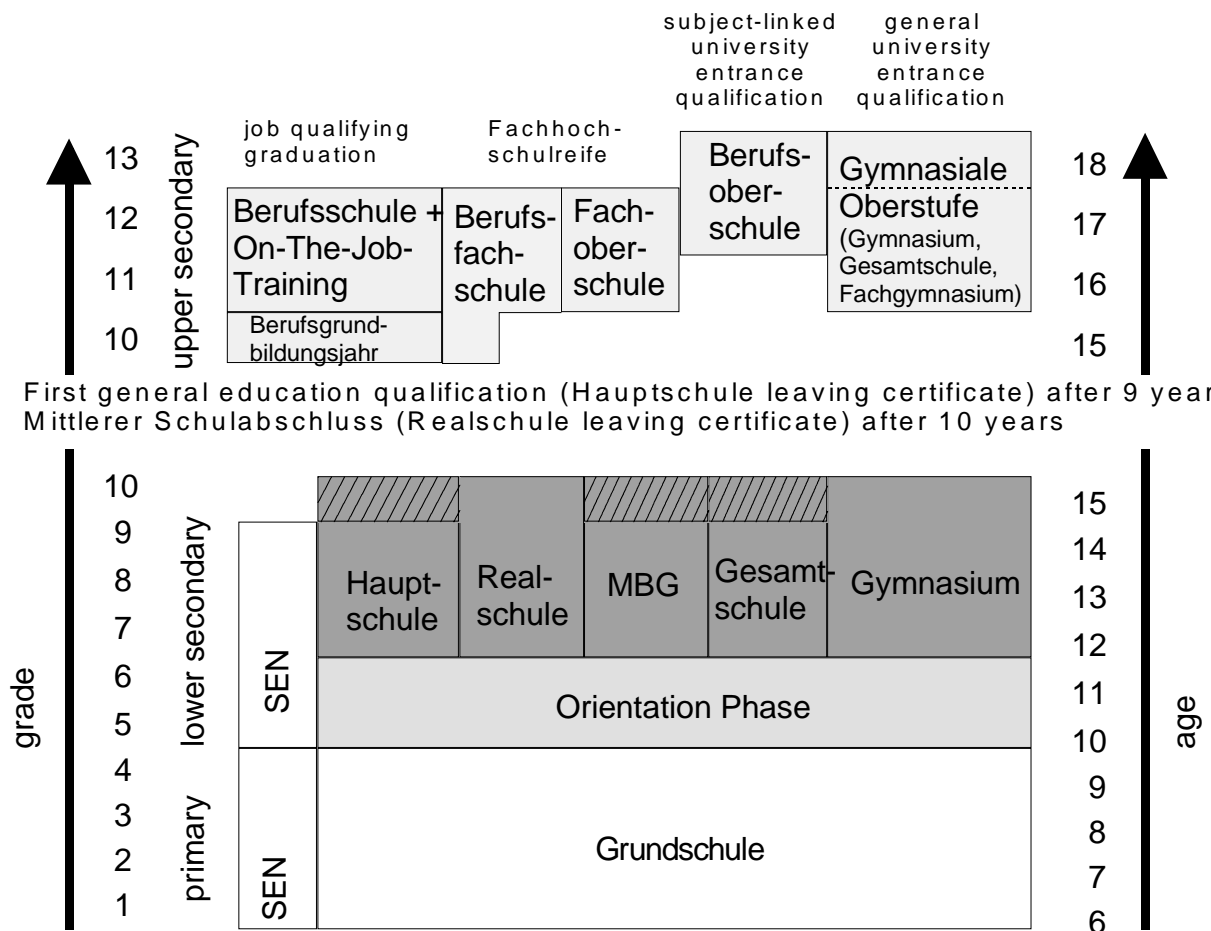 subject-linked
university
entrance
qualification
general
university
entrance
qualification
job qualifying
graduation
Fachhoch-
schulreife
13
12
11
10
upper secondary
Berufsschule +
On-The-Job-
Training
Berufsgrund-
bildungsjahr
Berufs-
fach-
schule
Fach-
ober-
schule
Berufs-
ober-
schule
Gymnasiale
Oberstufe
(Gymnasium,
Gesamtschule,
Fachgymnasium)
18
17
16
15
First general education qualification (Hauptschule leaving certificate) after 9 year
Mittlerer Schulabschluss (Realschule leaving certificate) after 10 years
grade
10
9
8
7
6
5
4
3
2
1
lower secondary
primary
SEN
SEN
Haupt-
schule
Real-
schule
MBG
Gesamt-
schule
Gymnasium
Orientation Phase
Grundschule
15
14
13
12
11
10
9
8
7
6
age